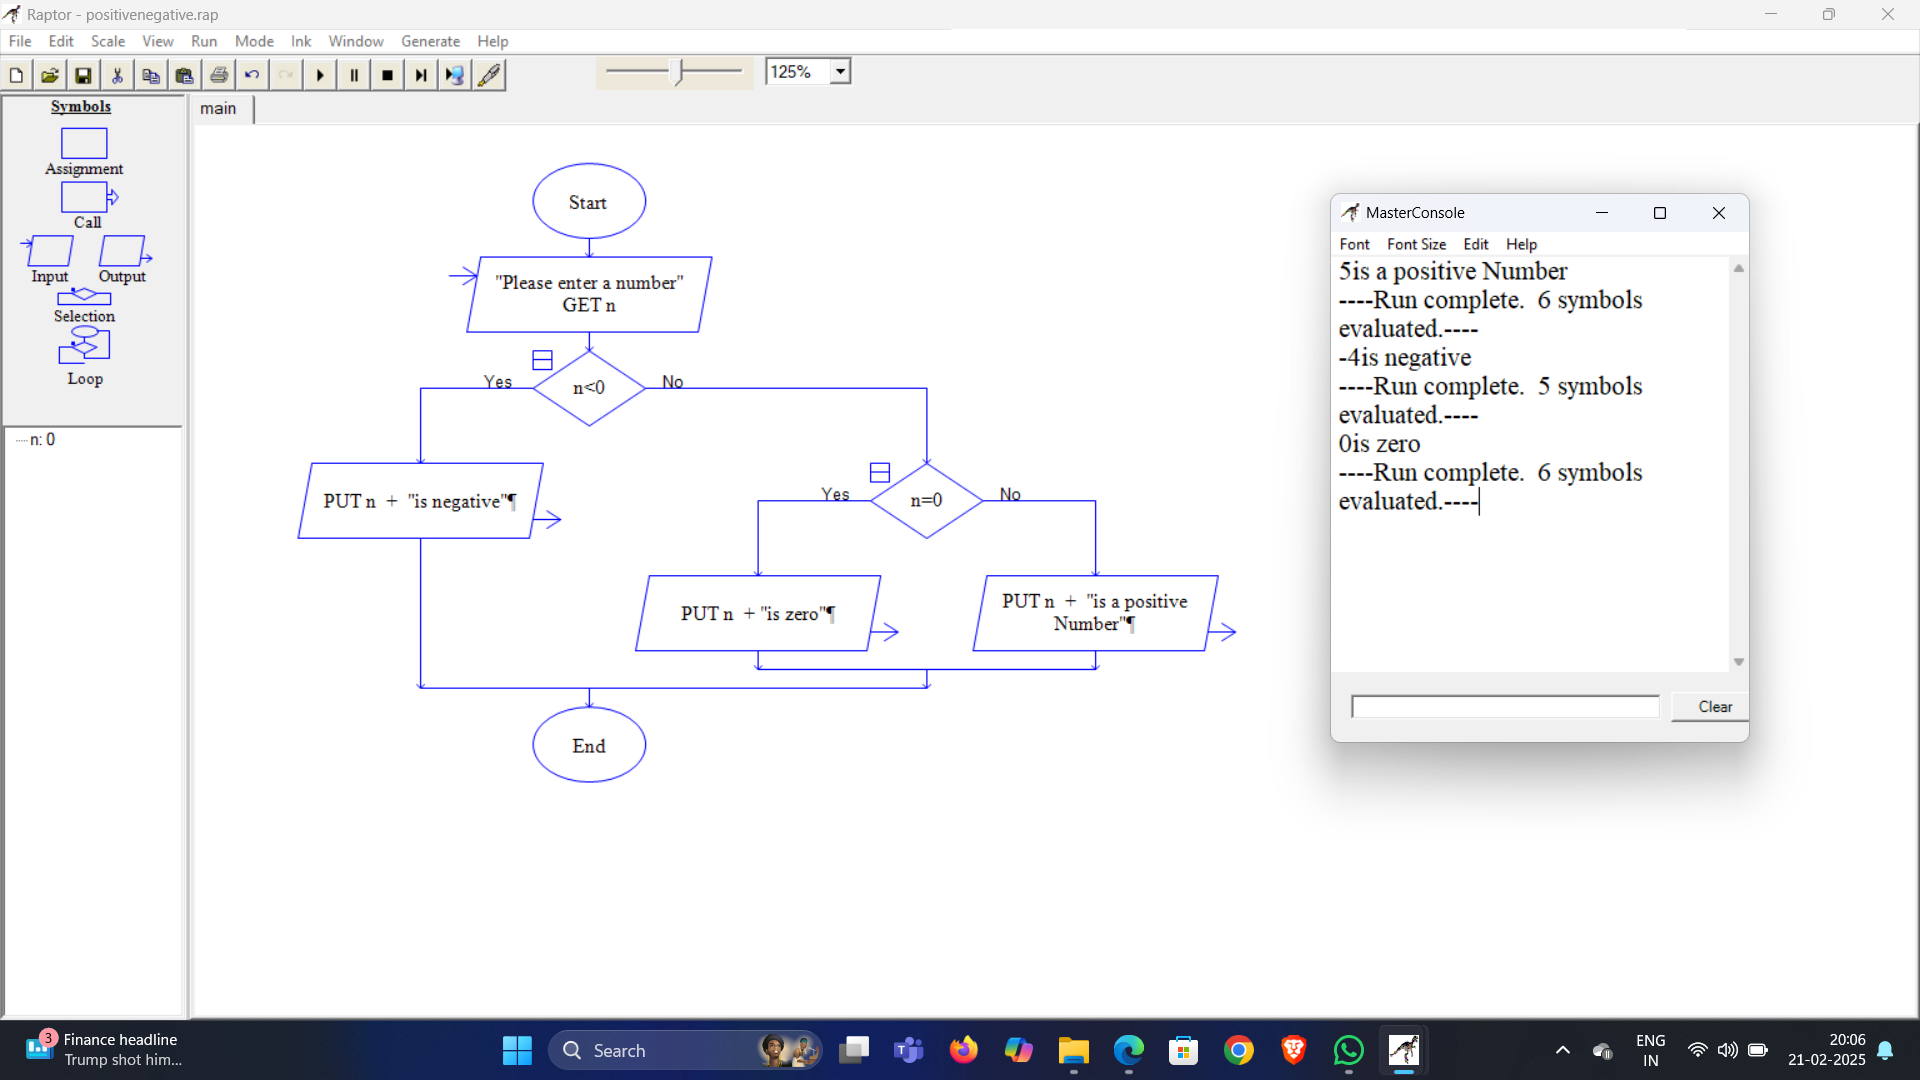 Raptor - positivenegative.rap
File Edit Scale View Run Mode Ink Window Generate Help
125%
Symbols
Assignment
Call
Input Output
Selection
Loop
n: 0
main
Start
"Please enter a number"
GET n
n<0
Yes
No
PUT n + "is negative"¶
n=0
Yes
No
PUT n +"is zero"¶
PUT n + "is a positive
Number"¶
End
MasterConsole
Font Font Size Edit Help
5is a positive Number
----Run complete. 6 symbols
evaluated.----
-4is negative
----Run complete. 5 symbols
evaluated.----
0is zero
----Run complete. 6 symbols
evaluated.----
Clear
3
Finance headline
Trump shot him...
Search
ENG
IN
20:06
21-02-2025